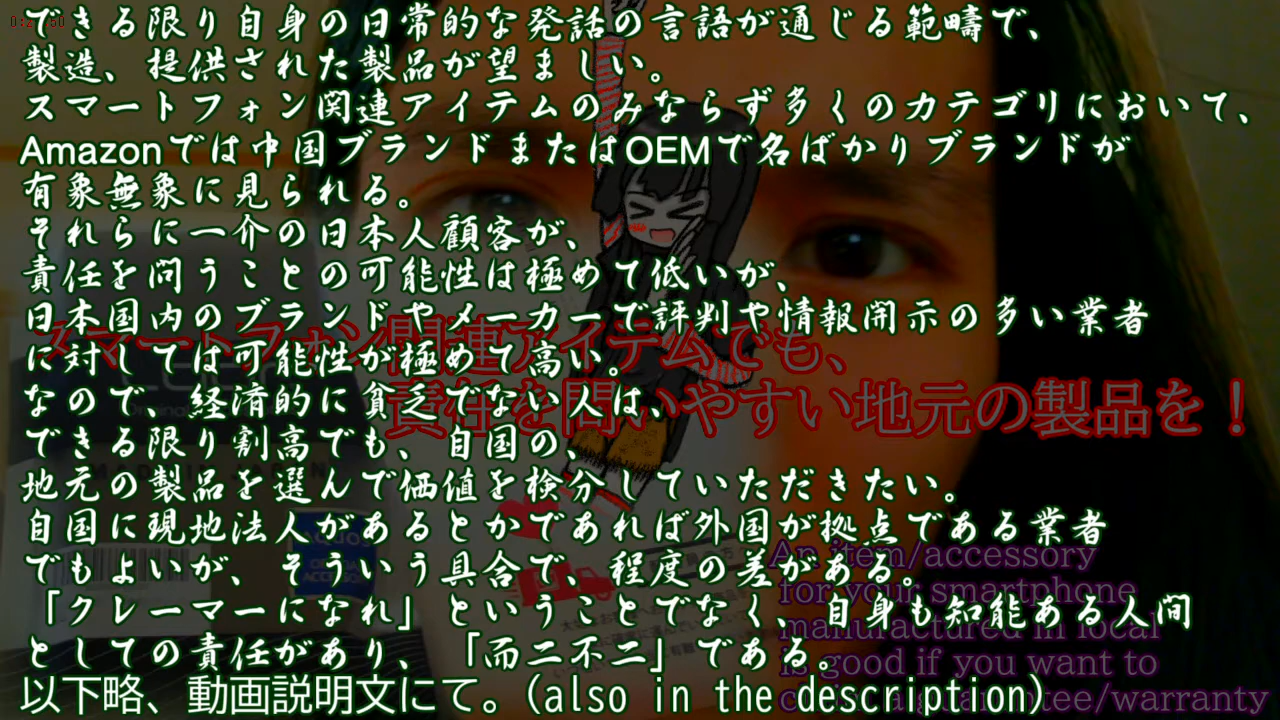 できる限り自身の日常的な発話の言語が通じる範疇で、
製造、提供された製品が望ましい。
スマートフォン関連アイテムのみならず多くのカテゴリにおいて、
Amazonでは中国ブランドまたはOEMで名ばかりブランドが
有象無象に見られる。
それらに一介の日本人顧客が、
責任を問うことの可能性は極めて低いが、
日本国内のブランドやメーカーで評判や情報開示の多い業者
に対しては可能性が極めて高い。
なので、経済的に貧乏でない人は、
できる限り割高でも、自国の、
地元の製品を選んで価値を検分していただきたい。
自国に現地法人があるとかであれば外国が拠点である業者
でもよいが、そういう具合で、程度の差がある。
「クレーマーになれ」ということでなく、自身も知能ある人間
としての責任があり、「而二不二」である。
以下略、動画説明文にて。(also in the description)
スマートフォン関連アイテムでも、
責任を問いやすい地元の製品を！
An item/accessory
for your smartphone
manufactured in local
is good if you want to
guarantee/warranty